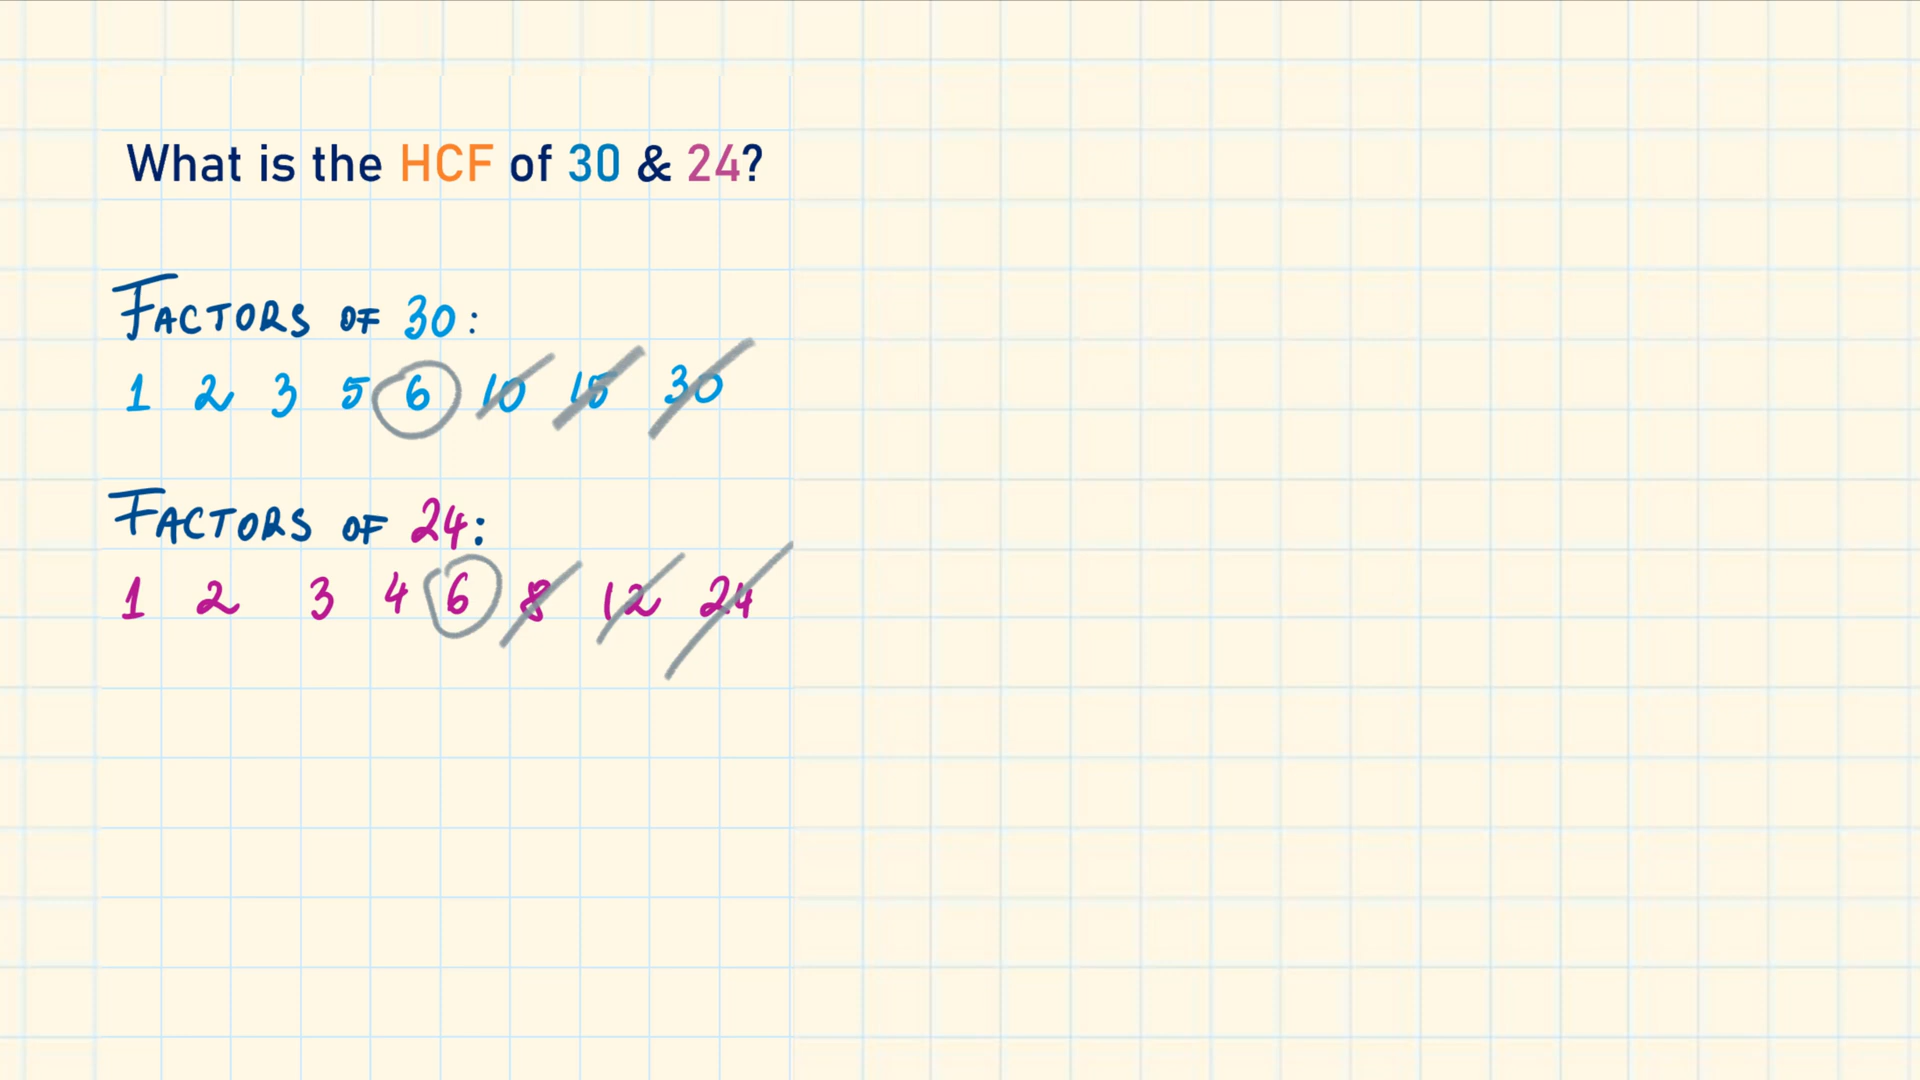 What is the HCF of 30 & 24?
FACTORS OF 30:
1 2 3 5 6 10 15 30
FACTORS OF 24:
1 2 3 4 6 8 12 24